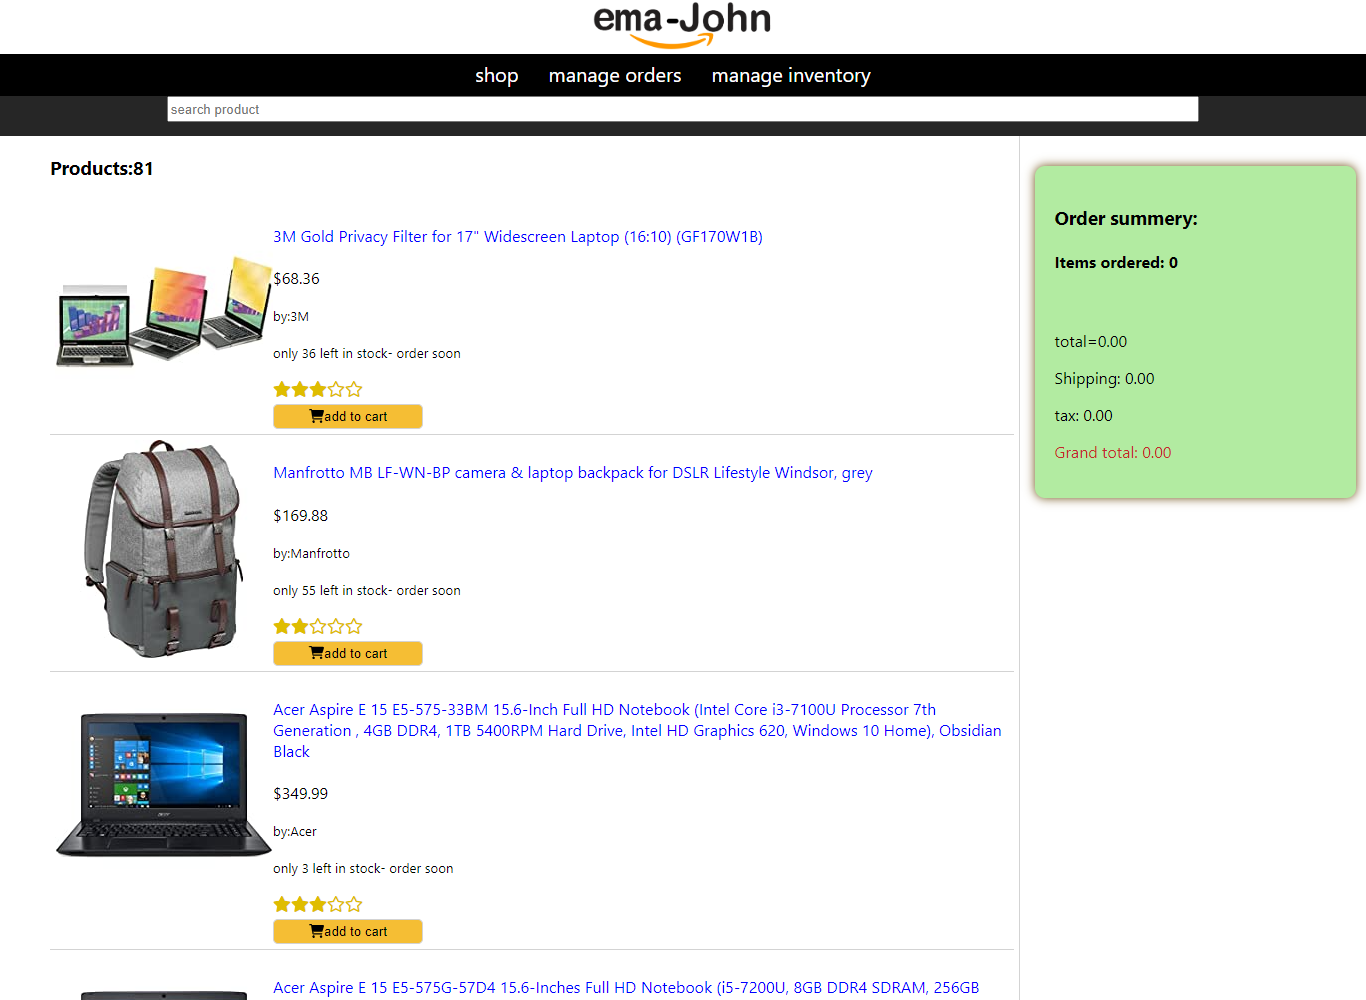 ema-John
shop manage orders manage inventory
search product
Products:81
3M Gold Privacy Filter for 17" Widescreen Laptop (16:10) (GF170W1B)
$68.36
by:3M
only 36 left in stock- order soon
add to cart
Manfrotto MB LF-WN-BP camera & laptop backpack for DSLR Lifestyle Windsor, grey
$169.88
by:Manfrotto
only 55 left in stock- order soon
add to cart
Acer Aspire E 15 E5-575-33BM 15.6-Inch Full HD Notebook (Intel Core i3-7100U Processor 7th
Generation , 4GB DDR4, 1TB 5400RPM Hard Drive, Intel HD Graphics 620, Windows 10 Home), Obsidian
Black
$349.99
by:Acer
only 3 left in stock- order soon
add to cart
Acer Aspire E 15 E5-575G-57D4 15.6-Inches Full HD Notebook (i5-7200U, 8GB DDR4 SDRAM, 256GB
Order summery:
Items ordered: 0
total=0.00
Shipping: 0.00
tax: 0.00
Grand total: 0.00